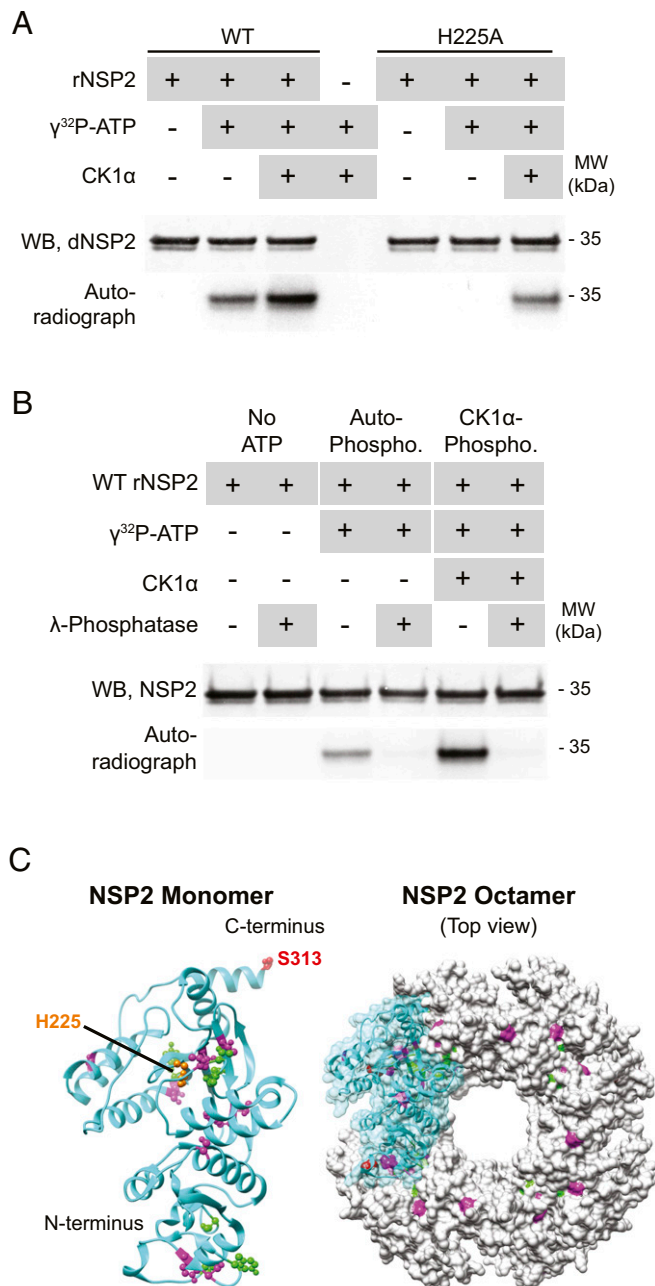 A
WT H225A
rNSP2 + + + - + + +
γ³²P-ATP - + + + - + +
CK1α - - + + - - + MW (kDa)
WB, dNSP2 - 35
Auto-
radiograph - 35
B
No ATP Auto-Phospho. CK1α-Phospho.
WT rNSP2 + + + + + +
γ³²P-ATP - - + + + +
CK1α - - - - + +
λ-Phosphatase - + - + - + MW (kDa)
WB, NSP2 - 35
Auto-
radiograph - 35
C
NSP2 Monomer NSP2 Octamer
C-terminus (Top view)
S313
H225
N-terminus